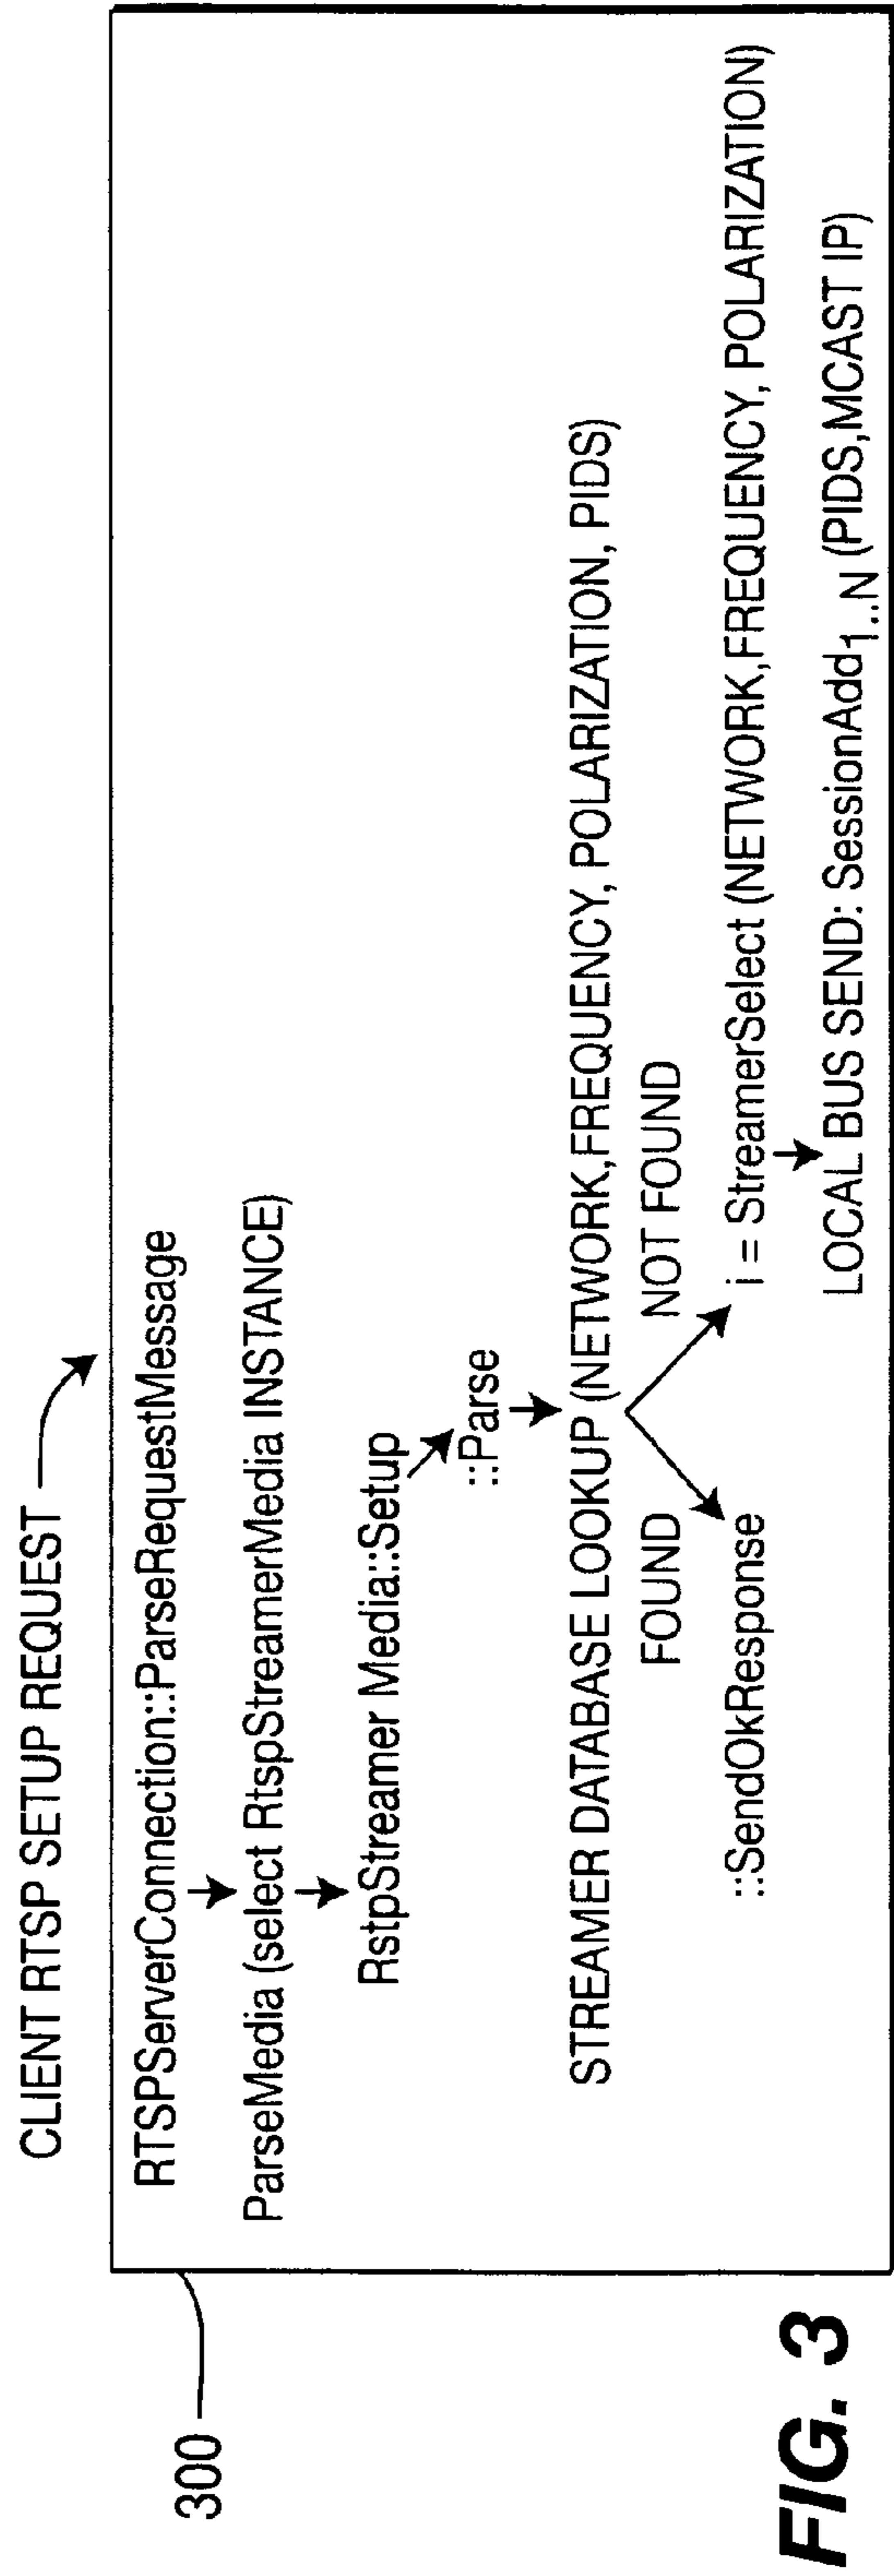 CLIENT RTSP SETUP REQUEST
300
RTSPServerConnection::ParseRequestMessage
ParseMedia (select RtspStreamerMedia INSTANCE)
RstpStreamer Media::Setup
::Parse
STREAMER DATABASE LOOKUP (NETWORK,FREQUENCY, POLARIZATION, PIDS)
FOUND
NOT FOUND
::SendOkResponse
i = StreamerSelect (NETWORK,FREQUENCY, POLARIZATION)
LOCAL BUS SEND: SessionAdd1..N (PIDS,MCAST IP)
FIG. 3